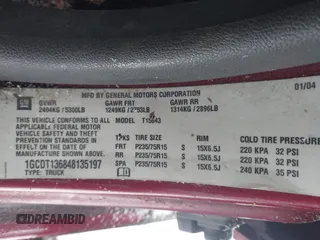 MFD BY GENERAL MOTORS CORPORATION
01/04
GM GVWR GAWR FRT GAWR RR
2404KG/5300LB 1249KG/2753LB 1314KG/2896LB
THIS VEHICLE CONFORMS TO ALL MODEL: T15643
APPLICABLE U.S. FEDERAL MOTOR
VEHICLE SAFETY AND THEFT TIRE SIZE RIM COLD TIRE PRESSURE
PREVENTION STANDARDS IN FRT P235/75R15 S 15X6.5J 220 KPA 32 PSI
EFFECT ON THE DATE OF RR P235/75R15 S 15X6.5J 220 KPA 32 PSI
MANUFACTURE SHOWN ABOVE. SPA P235/75R15 S 15X6.5J 240 KPA 35 PSI
1GCDT136848135197
TYPE: TRUCK